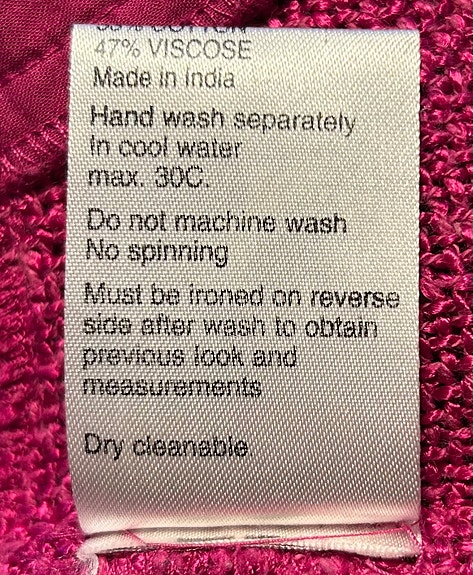 COTTON
47% VISCOSE
Made in India
Hand wash separately
In cool water
max. 30C.
Do not machine wash
No spinning
Must be ironed on reverse
side after wash to obtain
previous look and
measurements
Dry cleanable